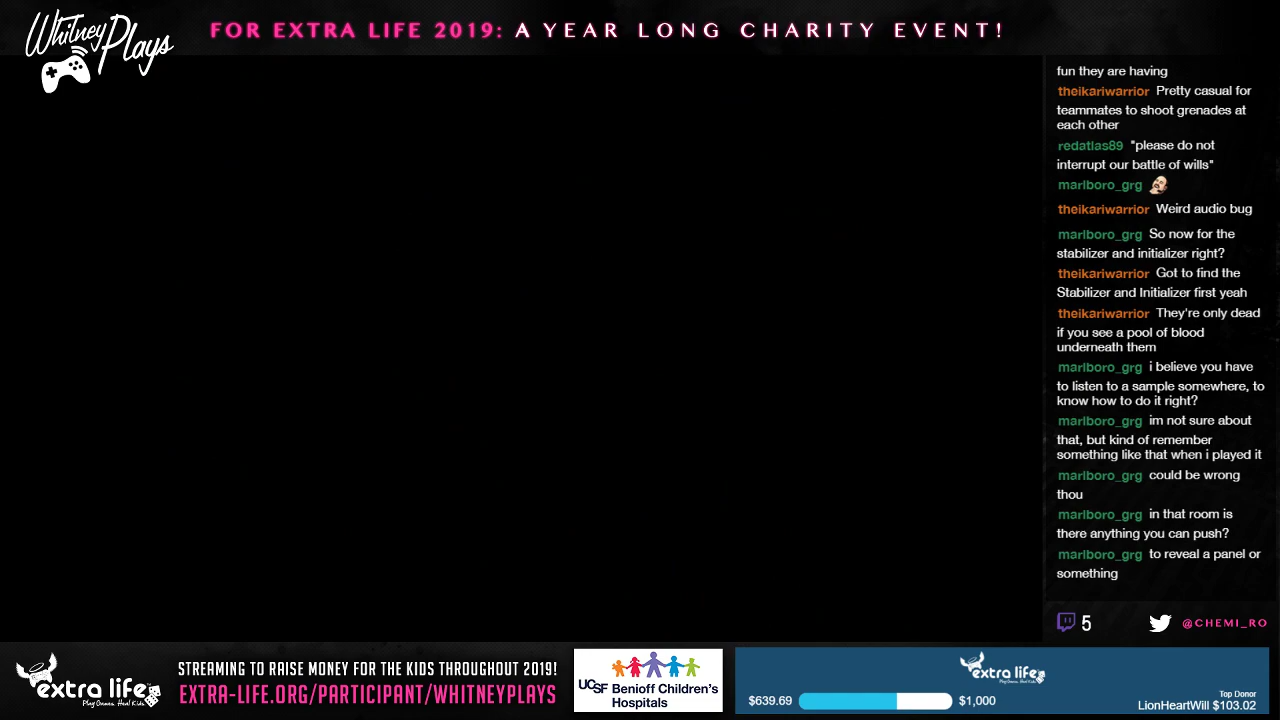 Whitney Plays
FOR EXTRA LIFE 2019: A YEAR LONG CHARITY EVENT!
fun they are having
theikariwarrior Pretty casual for
teammates to shoot grenades at
each other
redatlas89 "please do not
interrupt our battle of wills"
marlboro_grg
theikariwarrior Weird audio bug
marlboro_grg So now for the
stabilizer and initializer right?
theikariwarrior Got to find the
Stabilizer and Initializer first yeah
theikariwarrior They're only dead
if you see a pool of blood
underneath them
marlboro_grg i believe you have
to listen to a sample somewhere, to
know how to do it right?
marlboro_grg im not sure about
that, but kind of remember
something like that when i played it
marlboro_grg could be wrong
thou
marlboro_grg in that room is
there anything you can push?
marlboro_grg to reveal a panel or
something
5
@CHEMI_RO
extra life
Play Games. Heal Kids.
STREAMING TO RAISE MONEY FOR THE KIDS THROUGHOUT 2019!
EXTRA-LIFE.ORG/PARTICIPANT/WHITNEYPLAYS
UCSF Benioff Children's
Hospitals
extra life
Play Games. Heal Kids.
$639.69
$1,000
Top Donor
LionHeartWill $103.02